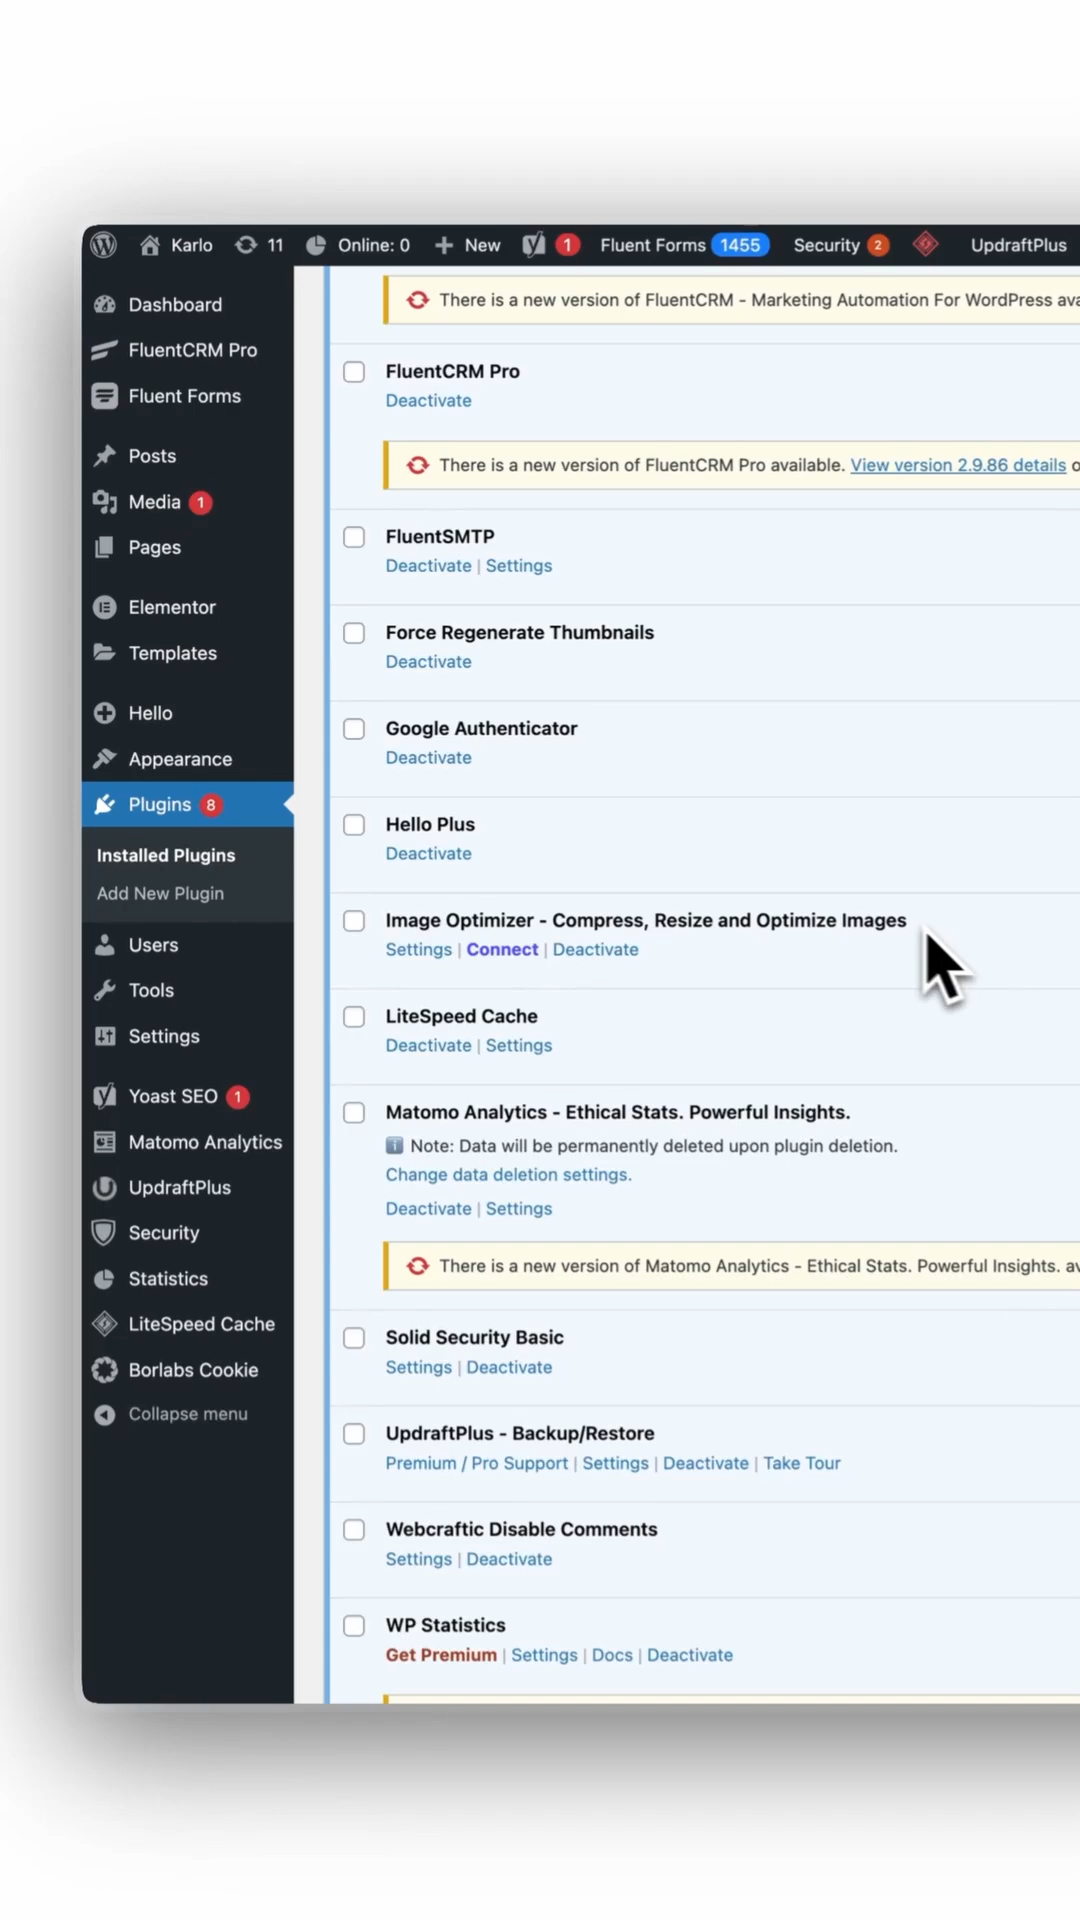 Karlo 11 Online: 0 New 1 Fluent Forms 1455 Security 2 UpdraftPlus
Dashboard
FluentCRM Pro
Fluent Forms
Posts
Media 1
Pages
Elementor
Templates
Hello
Appearance
Plugins 8
Installed Plugins
Add New Plugin
Users
Tools
Settings
Yoast SEO 1
Matomo Analytics
UpdraftPlus
Security
Statistics
LiteSpeed Cache
Borlabs Cookie
Collapse menu
There is a new version of FluentCRM - Marketing Automation For WordPress ava
FluentCRM Pro
Deactivate
There is a new version of FluentCRM Pro available. View version 2.9.86 details o
FluentSMTP
Deactivate | Settings
Force Regenerate Thumbnails
Deactivate
Google Authenticator
Deactivate
Hello Plus
Deactivate
Image Optimizer - Compress, Resize and Optimize Images
Settings | Connect | Deactivate
LiteSpeed Cache
Deactivate | Settings
Matomo Analytics - Ethical Stats. Powerful Insights.
Note: Data will be permanently deleted upon plugin deletion.
Change data deletion settings.
Deactivate | Settings
There is a new version of Matomo Analytics - Ethical Stats. Powerful Insights. av
Solid Security Basic
Settings | Deactivate
UpdraftPlus - Backup/Restore
Premium / Pro Support | Settings | Deactivate | Take Tour
Webcraftic Disable Comments
Settings | Deactivate
WP Statistics
Get Premium | Settings | Docs | Deactivate